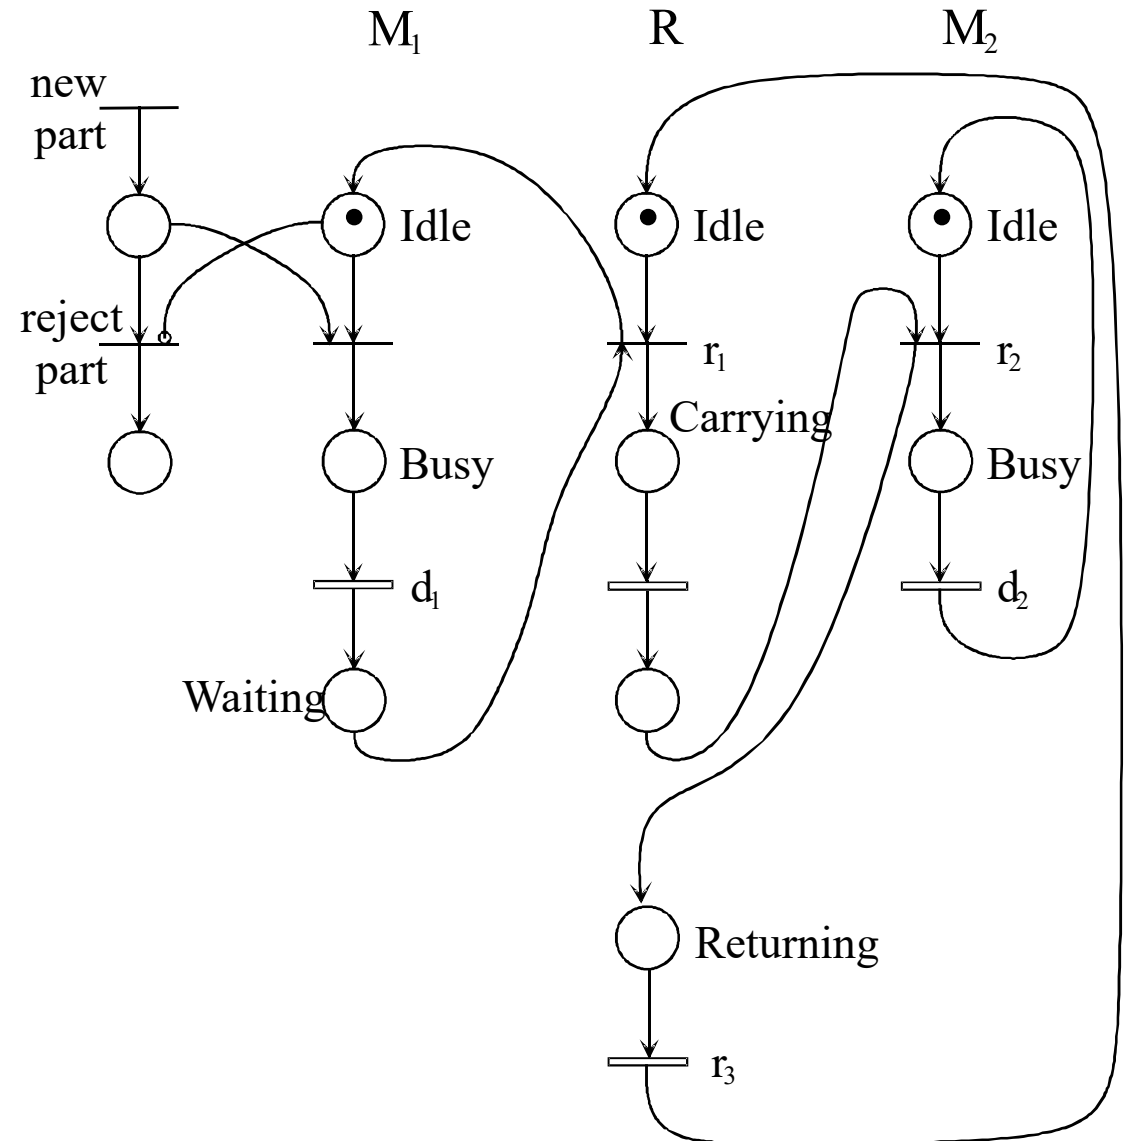 M₁
R
M₂
new
part
Idle
Idle
Idle
reject
part
r₁
r₂
Carrying
Busy
Busy
d₁
d₂
Waiting
Returning
r₃